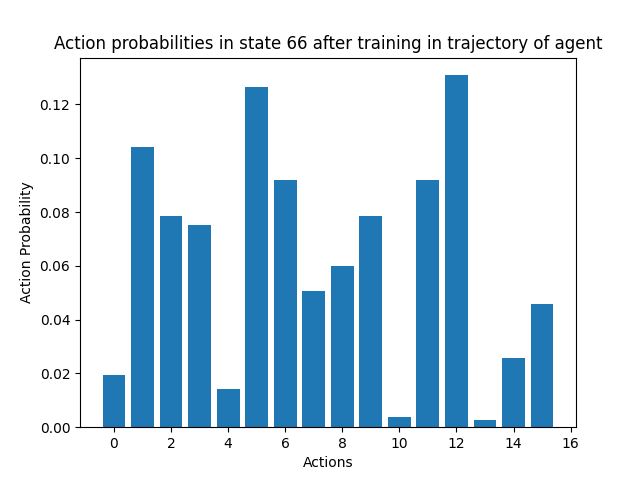 Action probabilities in state 66 after training in trajectory of agent
0.12
0.10
0.08
0.06
0.04
0.02
0.00
Action Probability
0 2 4 6 8 10 12 14 16
Actions